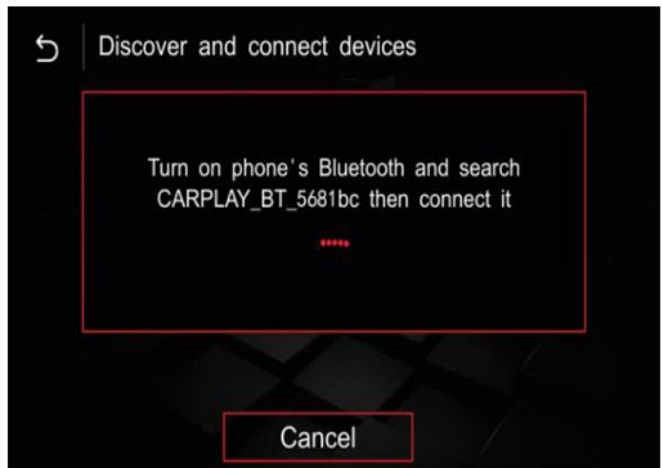 Discover and connect devices
Turn on phone's Bluetooth and search
CARPLAY_BT_5681bc then connect it
Cancel